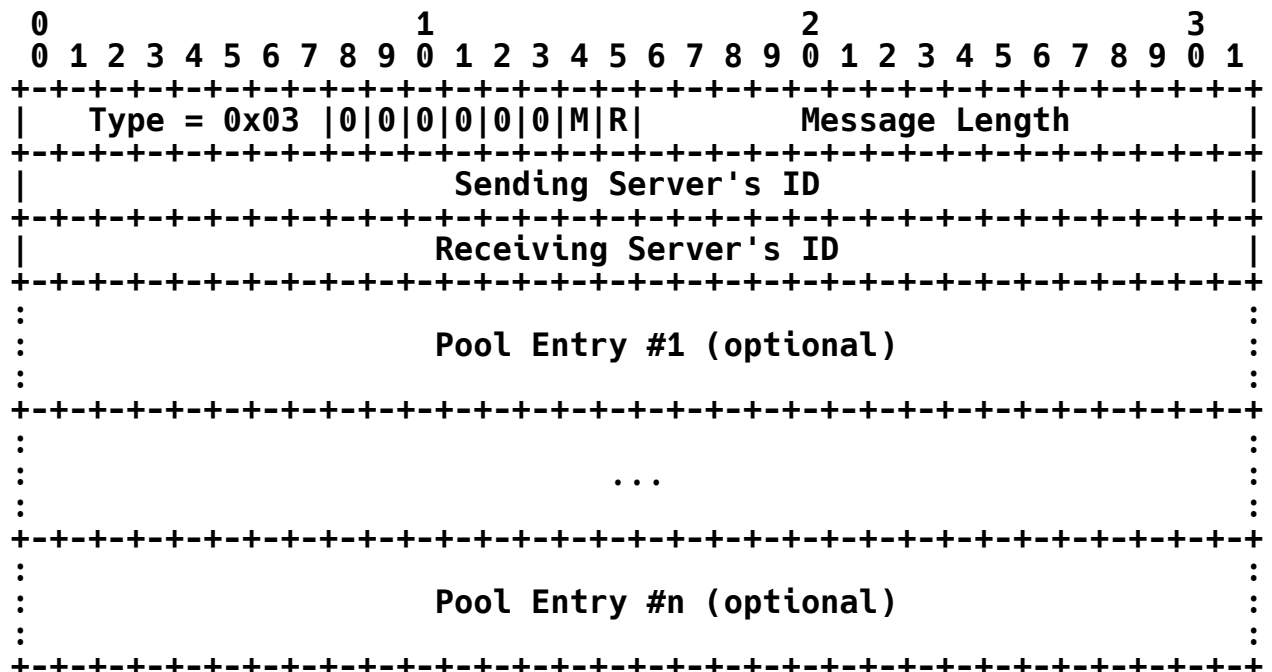 0                   1                   2                   3
 0 1 2 3 4 5 6 7 8 9 0 1 2 3 4 5 6 7 8 9 0 1 2 3 4 5 6 7 8 9 0 1
+-+-+-+-+-+-+-+-+-+-+-+-+-+-+-+-+-+-+-+-+-+-+-+-+-+-+-+-+-+-+-+-+
|   Type = 0x03 |0|0|0|0|0|0|M|R|        Message Length         |
+-+-+-+-+-+-+-+-+-+-+-+-+-+-+-+-+-+-+-+-+-+-+-+-+-+-+-+-+-+-+-+-+
|                      Sending Server's ID                      |
+-+-+-+-+-+-+-+-+-+-+-+-+-+-+-+-+-+-+-+-+-+-+-+-+-+-+-+-+-+-+-+-+
|                     Receiving Server's ID                     |
+-+-+-+-+-+-+-+-+-+-+-+-+-+-+-+-+-+-+-+-+-+-+-+-+-+-+-+-+-+-+-+-+
:                                                               :
:                     Pool Entry #1 (optional)                  :
:                                                               :
+-+-+-+-+-+-+-+-+-+-+-+-+-+-+-+-+-+-+-+-+-+-+-+-+-+-+-+-+-+-+-+-+
:                                                               :
:                              ...                              :
:                                                               :
+-+-+-+-+-+-+-+-+-+-+-+-+-+-+-+-+-+-+-+-+-+-+-+-+-+-+-+-+-+-+-+-+
:                                                               :
:                     Pool Entry #n (optional)                  :
:                                                               :
+-+-+-+-+-+-+-+-+-+-+-+-+-+-+-+-+-+-+-+-+-+-+-+-+-+-+-+-+-+-+-+-+